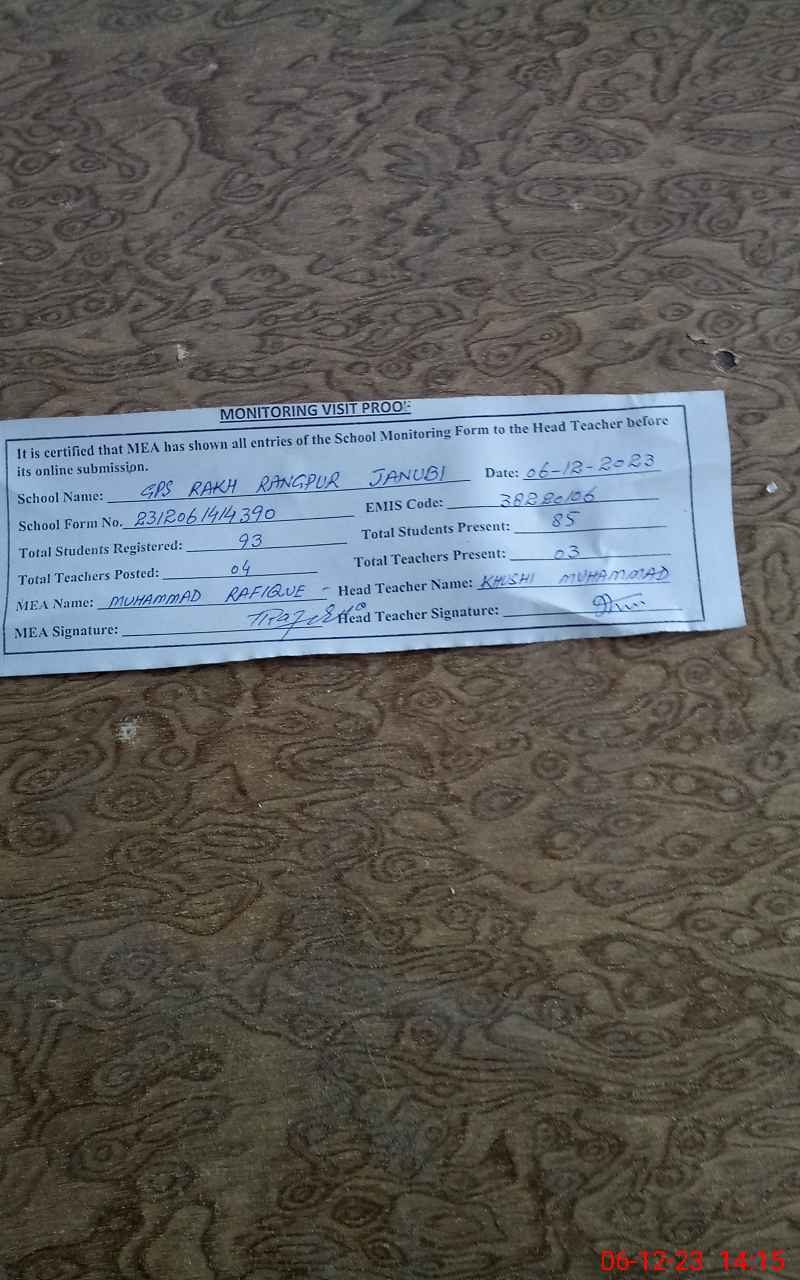 MONITORING VISIT PROOF
It is certified that MEA has shown all entries of the School Monitoring Form to the Head Teacher before
its online submission.
School Name: GPS RAKH RANGPUR JANUBI Date: 06-12-2023
School Form No. 2312061414390 EMIS Code: 38220106
Total Students Registered: 93 Total Students Present: 85
Total Teachers Posted: 04 Total Teachers Present: 03
MEA Name: MUHAMMAD RAFIQUE - Head Teacher Name: KHUSHI MUHAMMAD
MEA Signature: Head Teacher Signature:
06-12-23 14:15